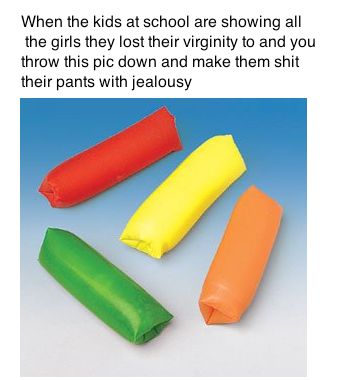 When the kids at school are showing all
the girls they lost their virginity to and you
throw this pic down and make them shit
their pants with jealousy